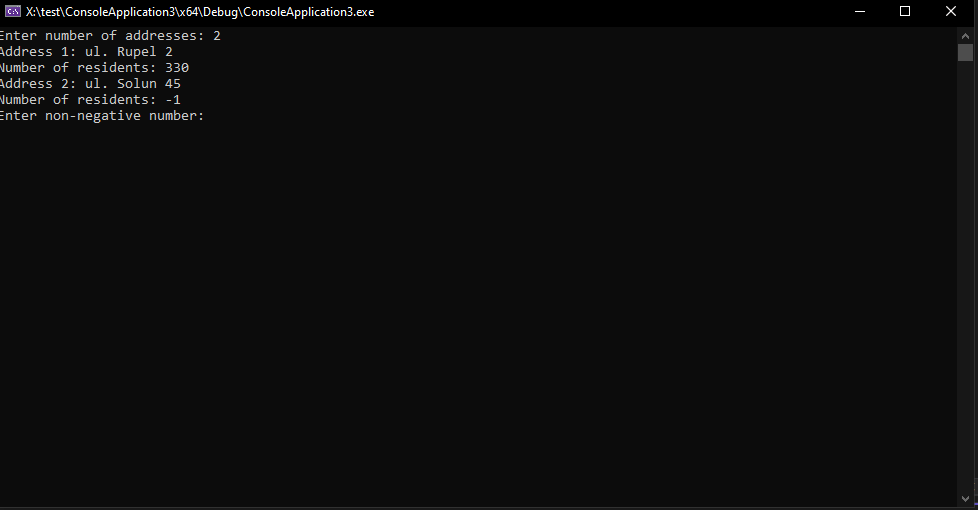 X:\test\ConsoleApplication3\x64\Debug\ConsoleApplication3.exe
Enter number of addresses: 2
Address 1: ul. Rupel 2
Number of residents: 330
Address 2: ul. Solun 45
Number of residents: -1
Enter non-negative number: